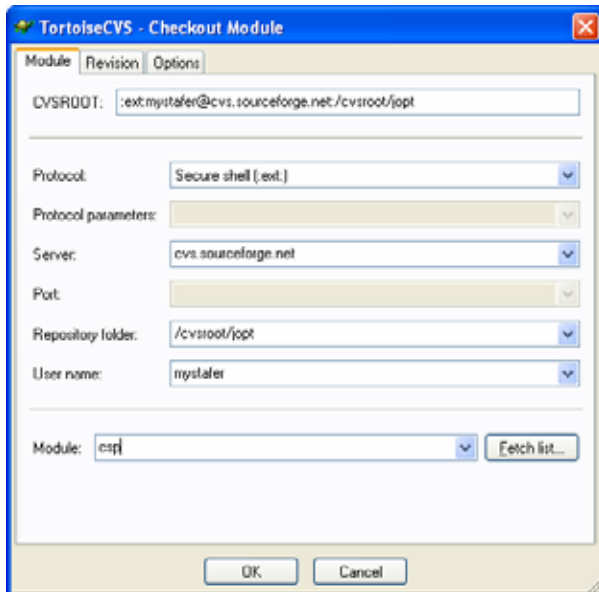 TortoiseCVS - Checkout Module
Module Revision Options
CVSROOT: :ext:mystafer@cvs.sourceforge.net:/cvsroot/jopt
Protocol: Secure shell (:ext:)
Protocol parameters:
Server: cvs.sourceforge.net
Port:
Repository folder: /cvsroot/jopt
User name: mystafer
Module: csp Fetch list...
OK Cancel